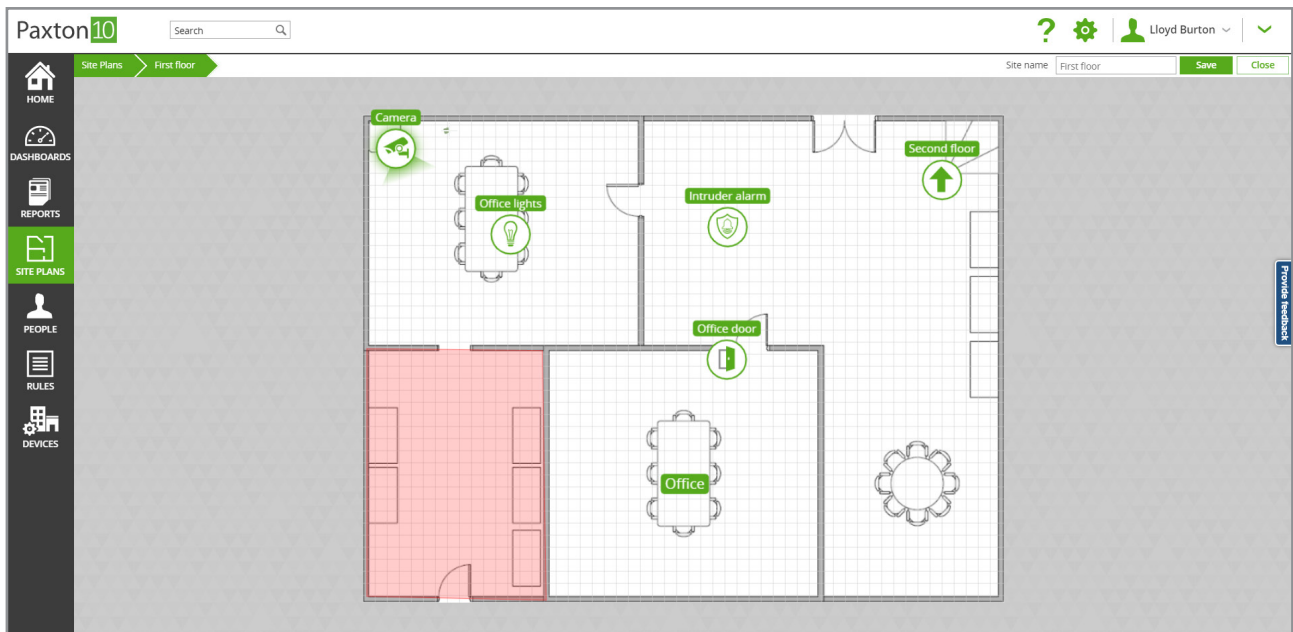 Paxton10
Search
Lloyd Burton
Site Plans
First floor
Site name
First floor
Save
Close
HOME
DASHBOARDS
REPORTS
SITE PLANS
PEOPLE
RULES
DEVICES
Camera
Second floor
Office lights
Intruder alarm
Office door
Office
Provide feedback